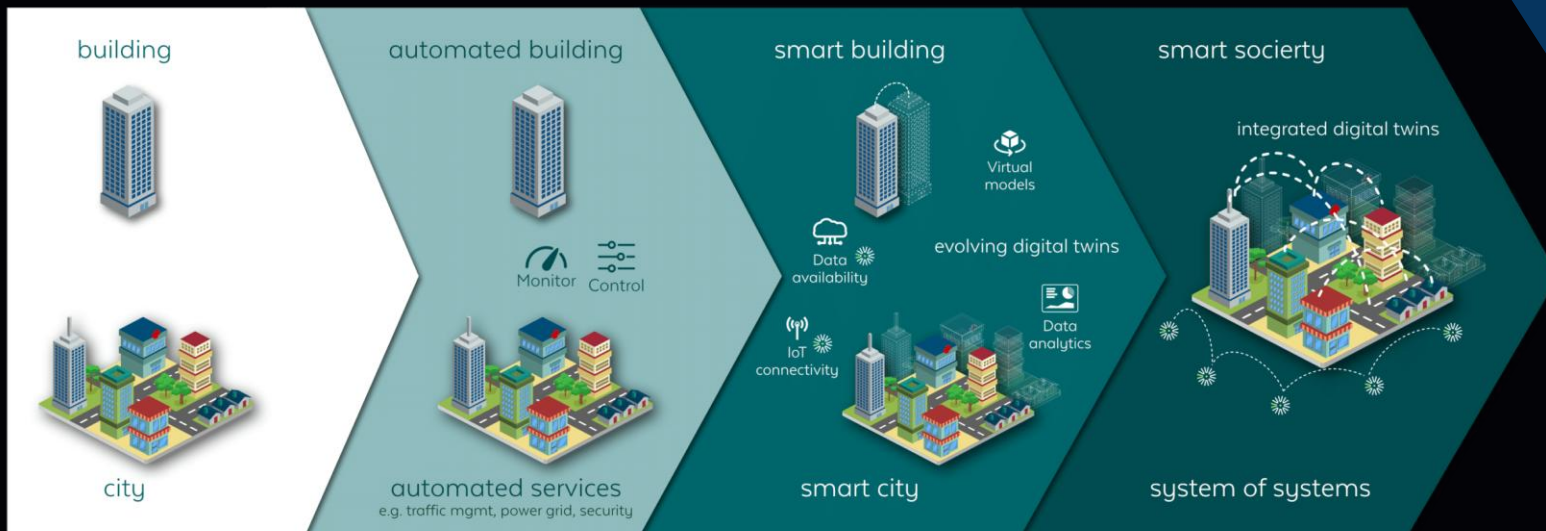 building
city
automated building
Monitor
Control
automated services
e.g. traffic mgmt, power grid, security
smart building
Virtual
models
Data
availability
evolving digital twins
IoT
connectivity
Data
analytics
smart city
smart socierty
integrated digital twins
system of systems